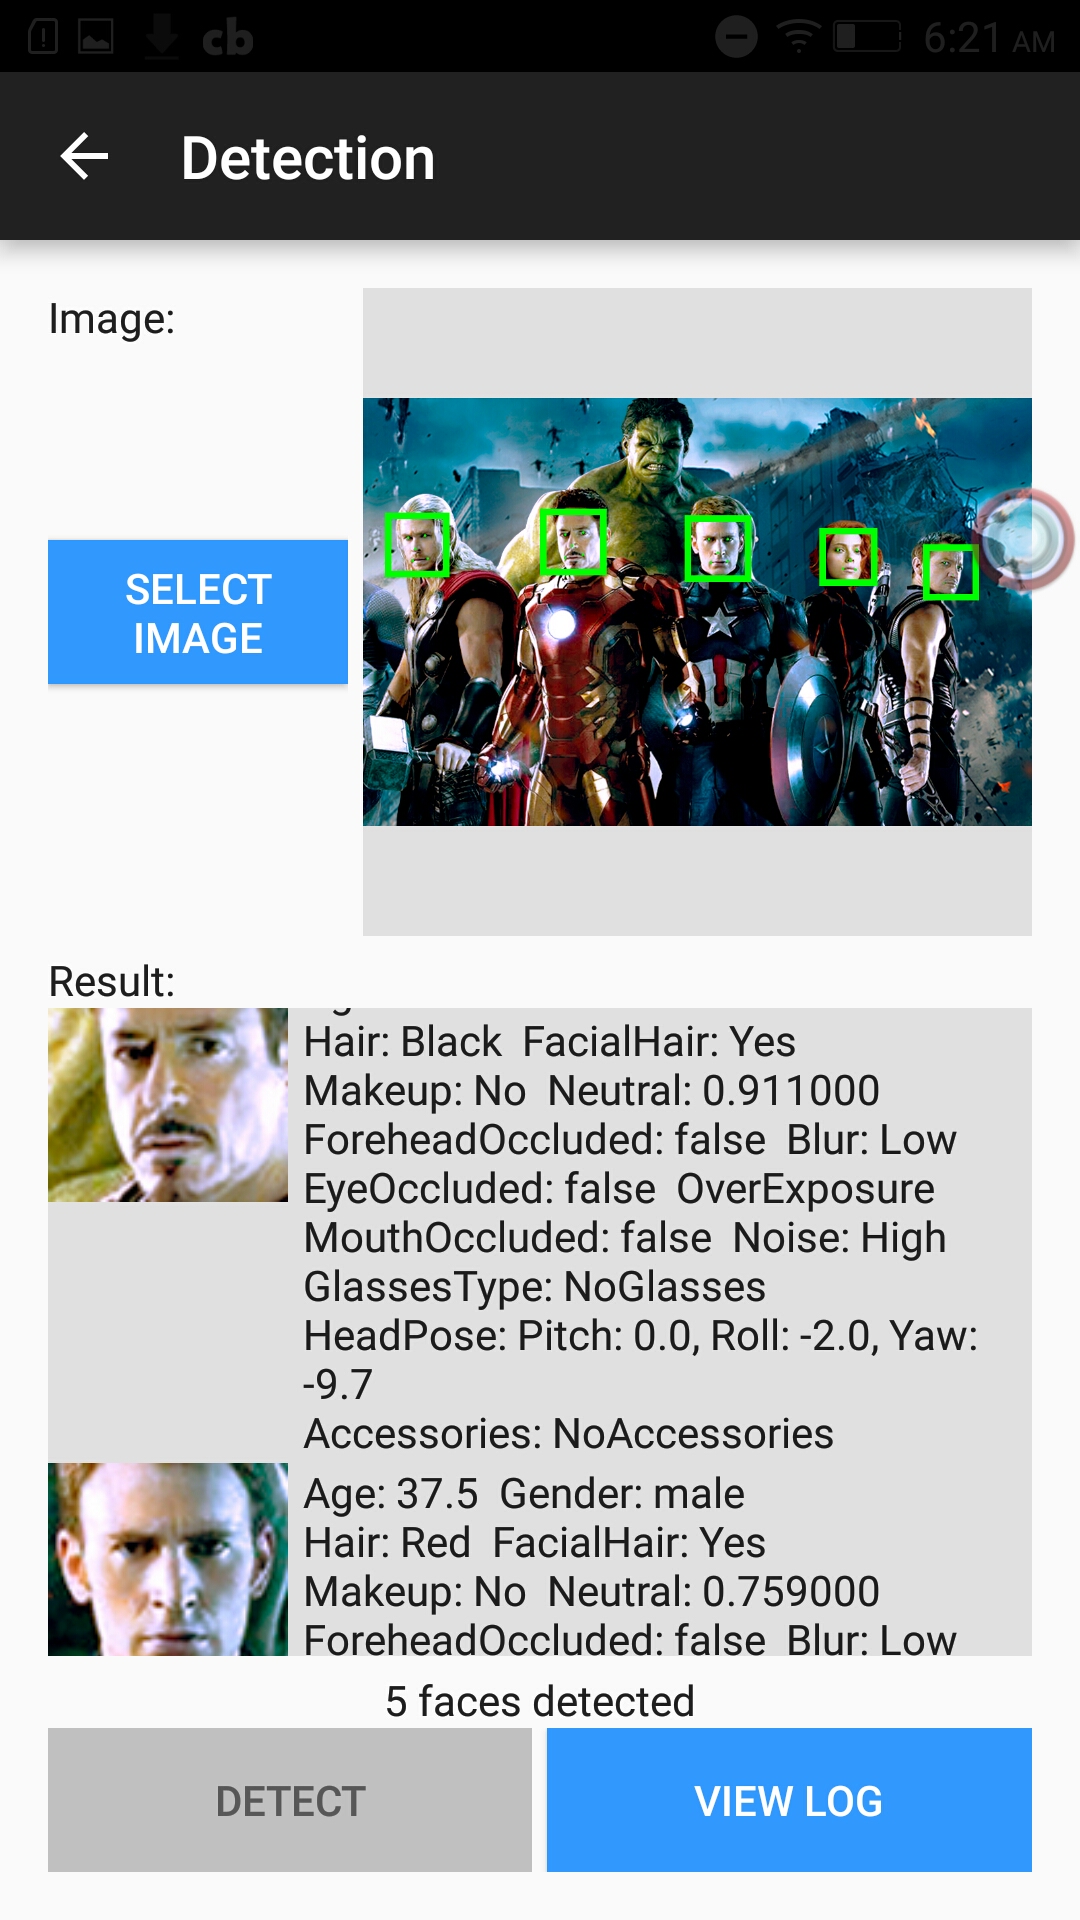 cb
6:21 AM
Detection
Image:
SELECT
IMAGE
Result:
Hair: Black  FacialHair: Yes
Makeup: No  Neutral: 0.911000
ForeheadOccluded: false  Blur: Low
EyeOccluded: false  OverExposure
MouthOccluded: false  Noise: High
GlassesType: NoGlasses
HeadPose: Pitch: 0.0, Roll: -2.0, Yaw:
-9.7
Accessories: NoAccessories
Age: 37.5  Gender: male
Hair: Red  FacialHair: Yes
Makeup: No  Neutral: 0.759000
ForeheadOccluded: false  Blur: Low
5 faces detected
DETECT
VIEW LOG